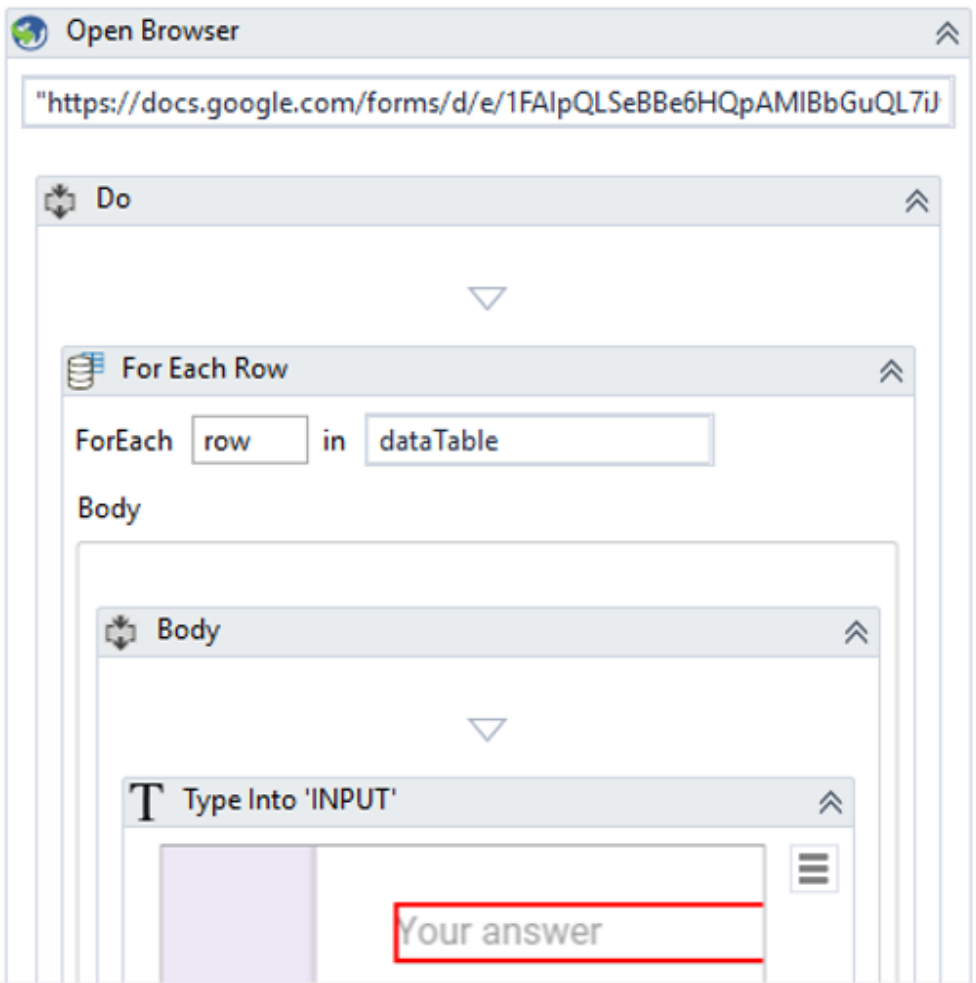 Open Browser
"https://docs.google.com/forms/d/e/1FAIpQLSeBBe6HQpAMIBbGuQL7iJ
Do
For Each Row
ForEach row in dataTable
Body
Body
Type Into 'INPUT'
Your answer